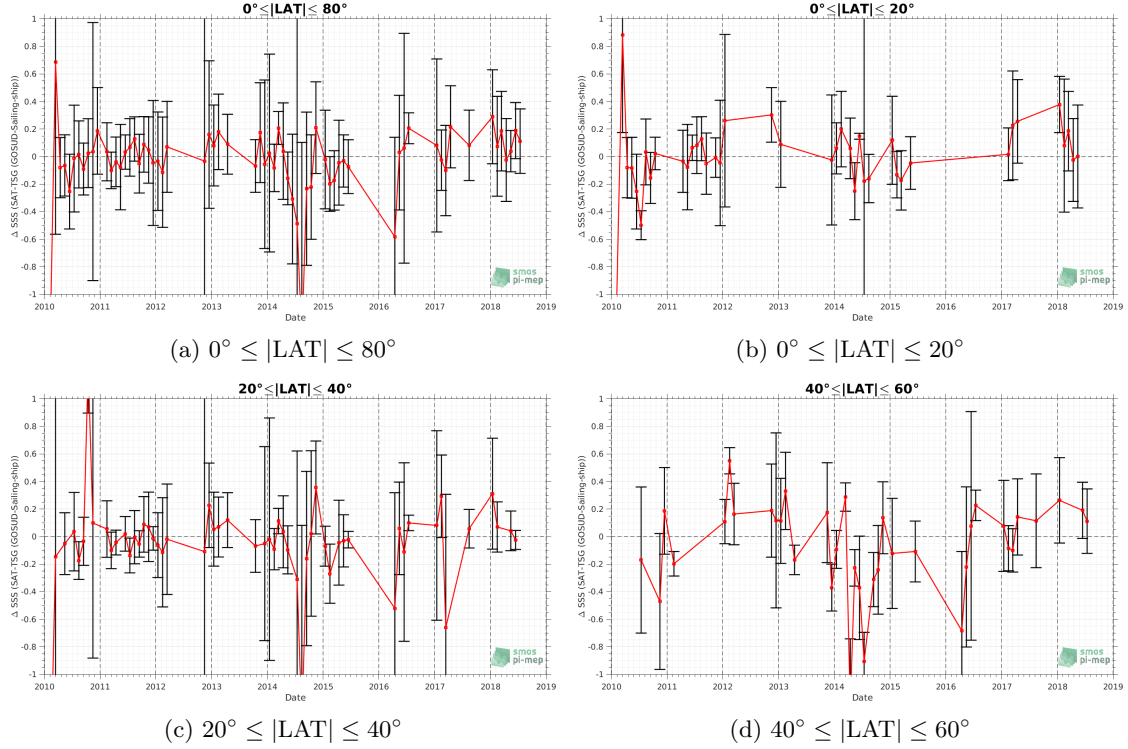 0°≤|LAT|≤ 80°
Δ SSS (SAT-TSG (GOSUD-Sailing-ship))
1
0.8
0.6
0.4
0.2
0
-0.2
-0.4
-0.6
-0.8
-1
2010 2011 2012 2013 2014 2015 2016 2017 2018 2019
Date
smos
pi-mep
(a) 0° ≤ |LAT| ≤ 80°
0°≤|LAT|≤ 20°
Δ SSS (SAT-TSG (GOSUD-Sailing-ship))
1
0.8
0.6
0.4
0.2
0
-0.2
-0.4
-0.6
-0.8
-1
2010 2011 2012 2013 2014 2015 2016 2017 2018 2019
Date
smos
pi-mep
(b) 0° ≤ |LAT| ≤ 20°
20°≤|LAT|≤ 40°
Δ SSS (SAT-TSG (GOSUD-Sailing-ship))
1
0.8
0.6
0.4
0.2
0
-0.2
-0.4
-0.6
-0.8
-1
2010 2011 2012 2013 2014 2015 2016 2017 2018 2019
Date
smos
pi-mep
(c) 20° ≤ |LAT| ≤ 40°
40°≤|LAT|≤ 60°
Δ SSS (SAT-TSG (GOSUD-Sailing-ship))
1
0.8
0.6
0.4
0.2
0
-0.2
-0.4
-0.6
-0.8
-1
2010 2011 2012 2013 2014 2015 2016 2017 2018 2019
Date
smos
pi-mep
(d) 40° ≤ |LAT| ≤ 60°